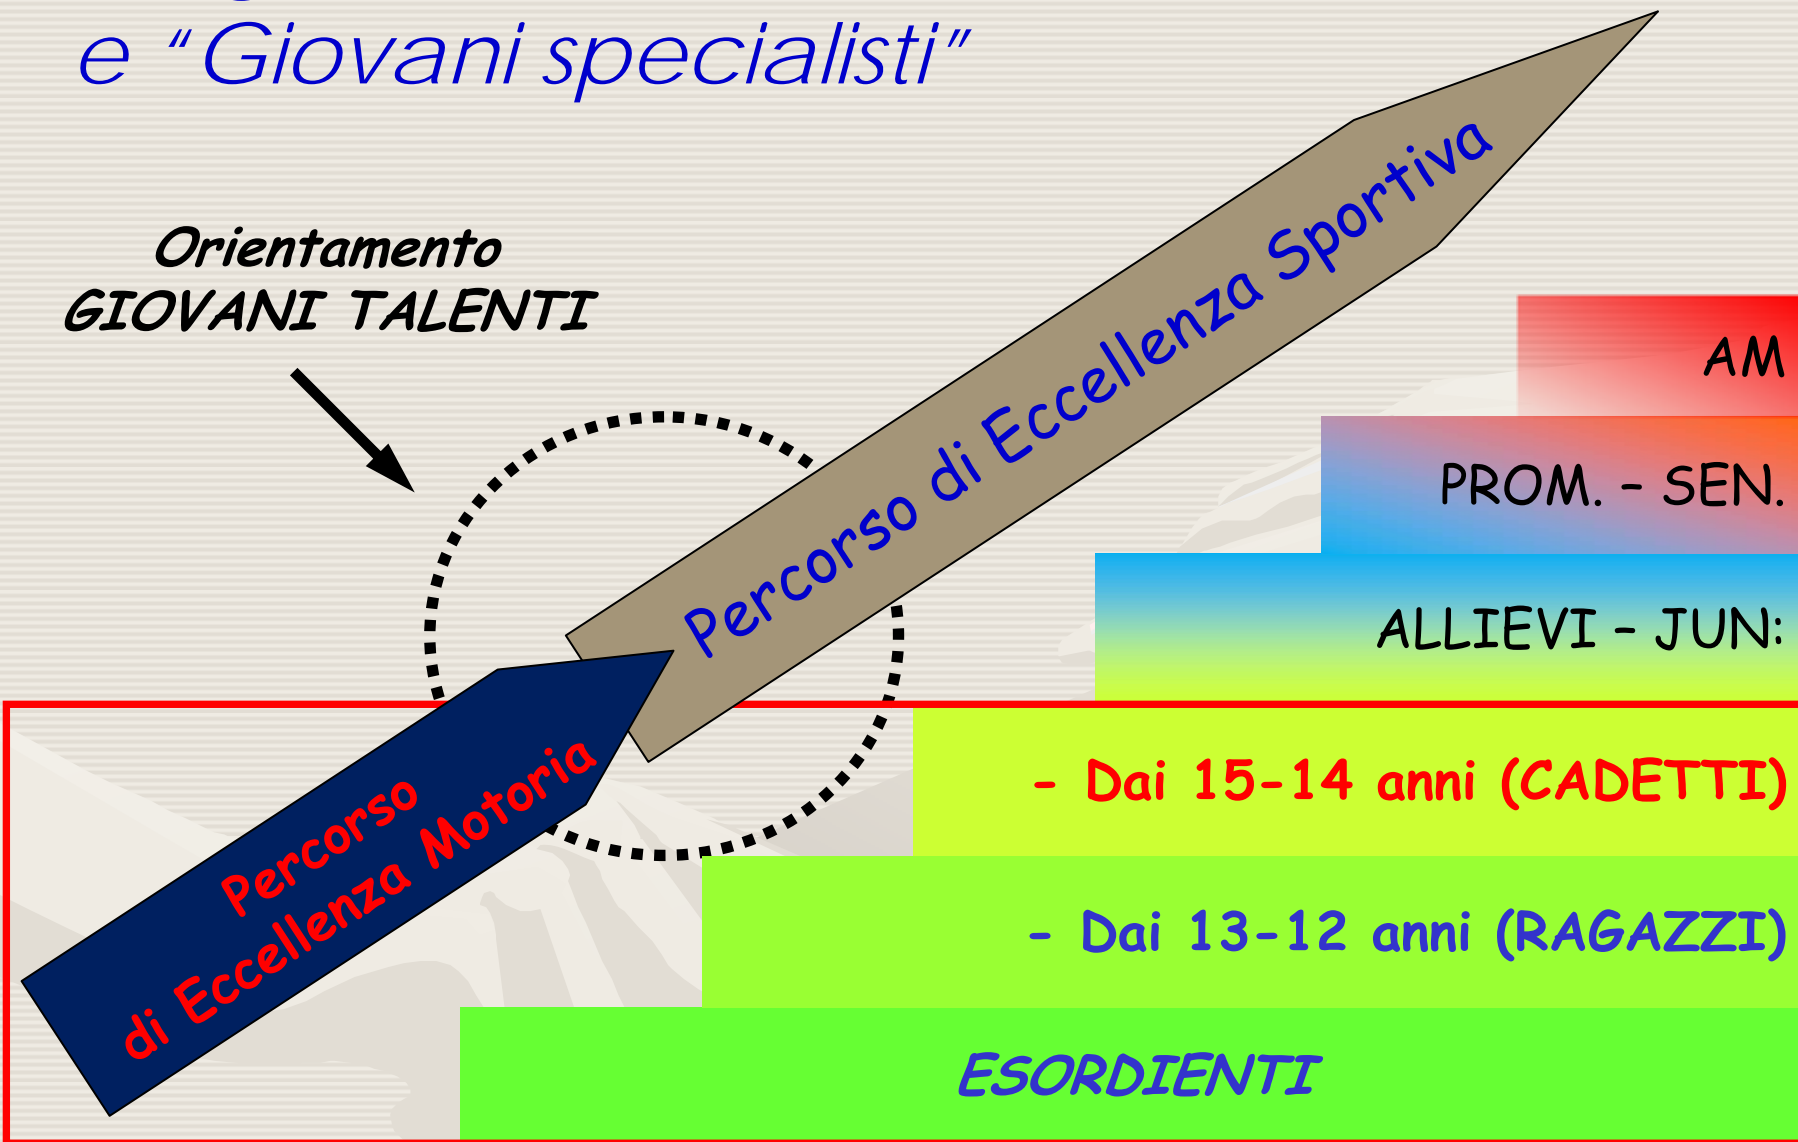 e “Giovani specialisti”
Orientamento
GIOVANI TALENTI
Percorso di Eccellenza Sportiva
AM
PROM. – SEN.
ALLIEVI – JUN:
Percorso
di Eccellenza Motoria
- Dai 15-14 anni (CADETTI)
- Dai 13-12 anni (RAGAZZI)
ESORDIENTI